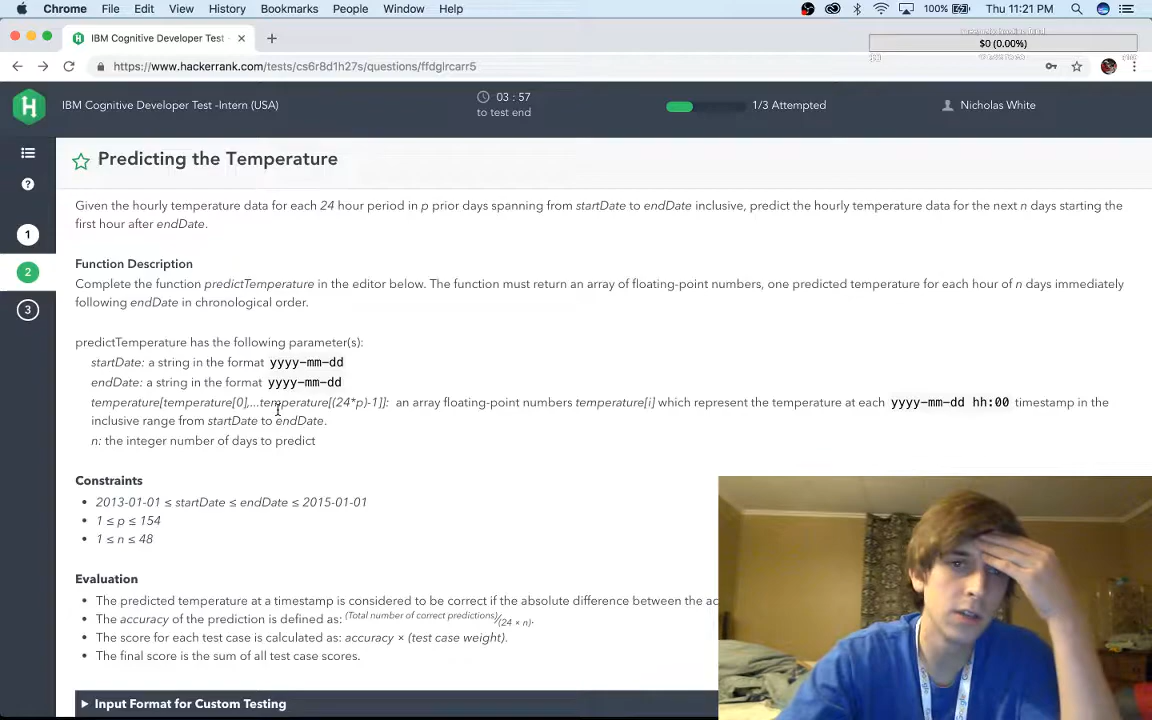 Chrome File Edit View History Bookmarks People Window Help 100% Thu 11:21 PM
IBM Cognitive Developer Test -
$0 (0.00%)
https://www.hackerrank.com/tests/cs6r8d1h27s/questions/ffdglrcarr5
IBM Cognitive Developer Test -Intern (USA) 03 : 57 to test end 1/3 Attempted Nicholas White
Predicting the Temperature
Given the hourly temperature data for each 24 hour period in p prior days spanning from startDate to endDate inclusive, predict the hourly temperature data for the next n days starting the
first hour after endDate.
1
Function Description
2
Complete the function predictTemperature in the editor below. The function must return an array of floating-point numbers, one predicted temperature for each hour of n days immediately
following endDate in chronological order.
3
predictTemperature has the following parameter(s):
startDate: a string in the format yyyy-mm-dd
endDate: a string in the format yyyy-mm-dd
temperature[temperature[0],...temperature[(24*p)-1]]: an array floating-point numbers temperature[i] which represent the temperature at each yyyy-mm-dd hh:00 timestamp in the
inclusive range from startDate to endDate.
n: the integer number of days to predict
Constraints
• 2013-01-01 ≤ startDate ≤ endDate ≤ 2015-01-01
• 1 ≤ p ≤ 154
• 1 ≤ n ≤ 48
Evaluation
• The predicted temperature at a timestamp is considered to be correct if the absolute difference between the ac
• The accuracy of the prediction is defined as: (Total number of correct predictions)/(24 × n).
• The score for each test case is calculated as: accuracy × (test case weight).
• The final score is the sum of all test case scores.
Input Format for Custom Testing
Google